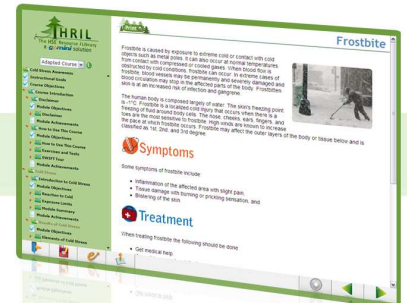 THRIL
The HSE Resource Library
a gemini solution
Adapted Course
Cold Stress Awareness
Instructional Goals
Course Objectives
Course Introduction
Disclaimer
Module Objectives
Disclaimer
Module Achievements
How to Use This Course
Module Objectives
How to Use This Course
Exercises and Tests
SWIFT Tour
Module Achievements
Cold Stress
Introduction to Cold Stress
Module Objectives
Reaction to Cold
Exposure Limits
Module Summary
Module Achievements
Results of Cold Stress
Module Objectives
Elements of Cold Stress
Print
Frostbite
Frostbite is caused by exposure to extreme cold or contact with cold
objects such as metal poles. It can also occur at normal temperatures
from contact with compressed or cooled gases. When blood flow is
obstructed by cold conditions, frostbite can occur. In extreme cases of
frostbite, blood vessels may be permanently and severely damaged and
blood circulation may stop in the affected parts of the body. Frostbitten
skin is at an increased risk of infection and gangrene.
The human body is comprised largely of water. The skin's freezing point
is -1°C. Frostbite is a localized cold injury that occurs when there is a
freezing of fluid around body cells. The nose, cheeks, ears, fingers, and
toes are the most sensitive to frostbite. High winds are known to increase
the pace at which frostbite occurs. Frostbite may affect the outer layers of the body or tissue below and is
classified as 1st, 2nd, and 3rd degree.
Symptoms
Some symptoms of frostbite include:
Inflammation of the affected area with slight pain,
Tissue damage with burning or prickling sensation, and
Blistering of the skin
Treatment
When treating frostbite the following should be done
Get medical help.